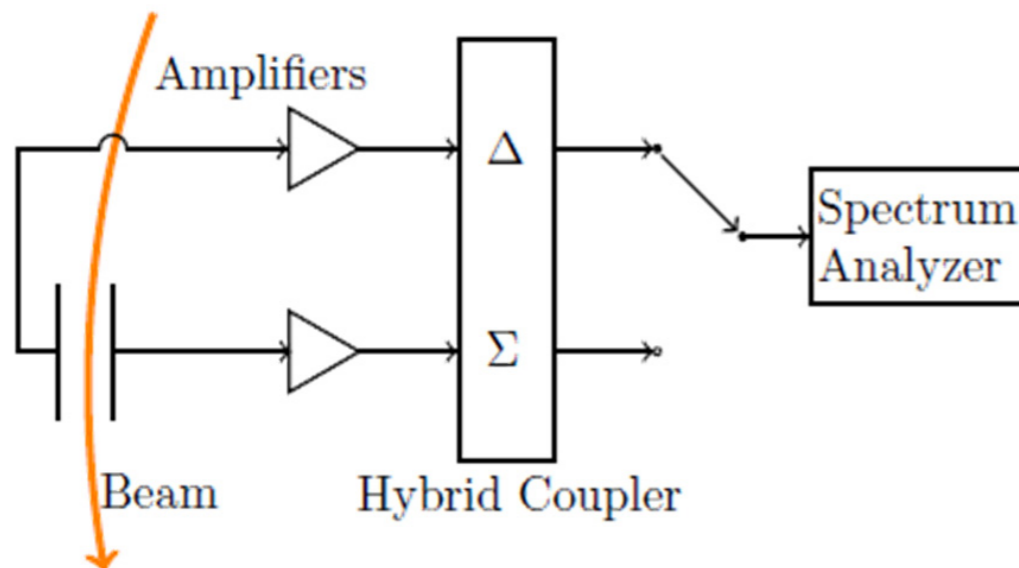 Amplifiers
Δ
Spectrum
Analyzer
Σ
Beam
Hybrid Coupler